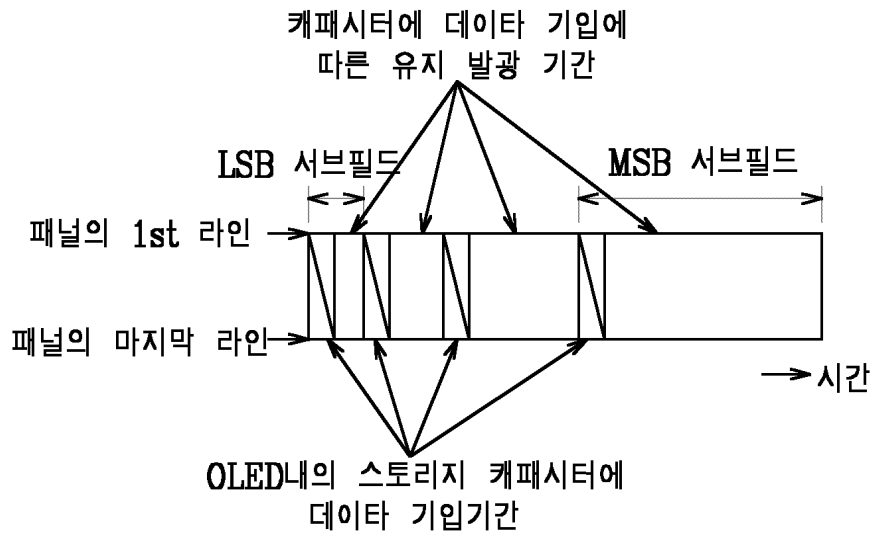 캐패시터에 데이타 기입에
따른 유지 발광 기간
LSB 서브필드
MSB 서브필드
패널의 1st 라인
패널의 마지막 라인
시간
OLED내의 스토리지 캐패시터에
데이타 기입기간